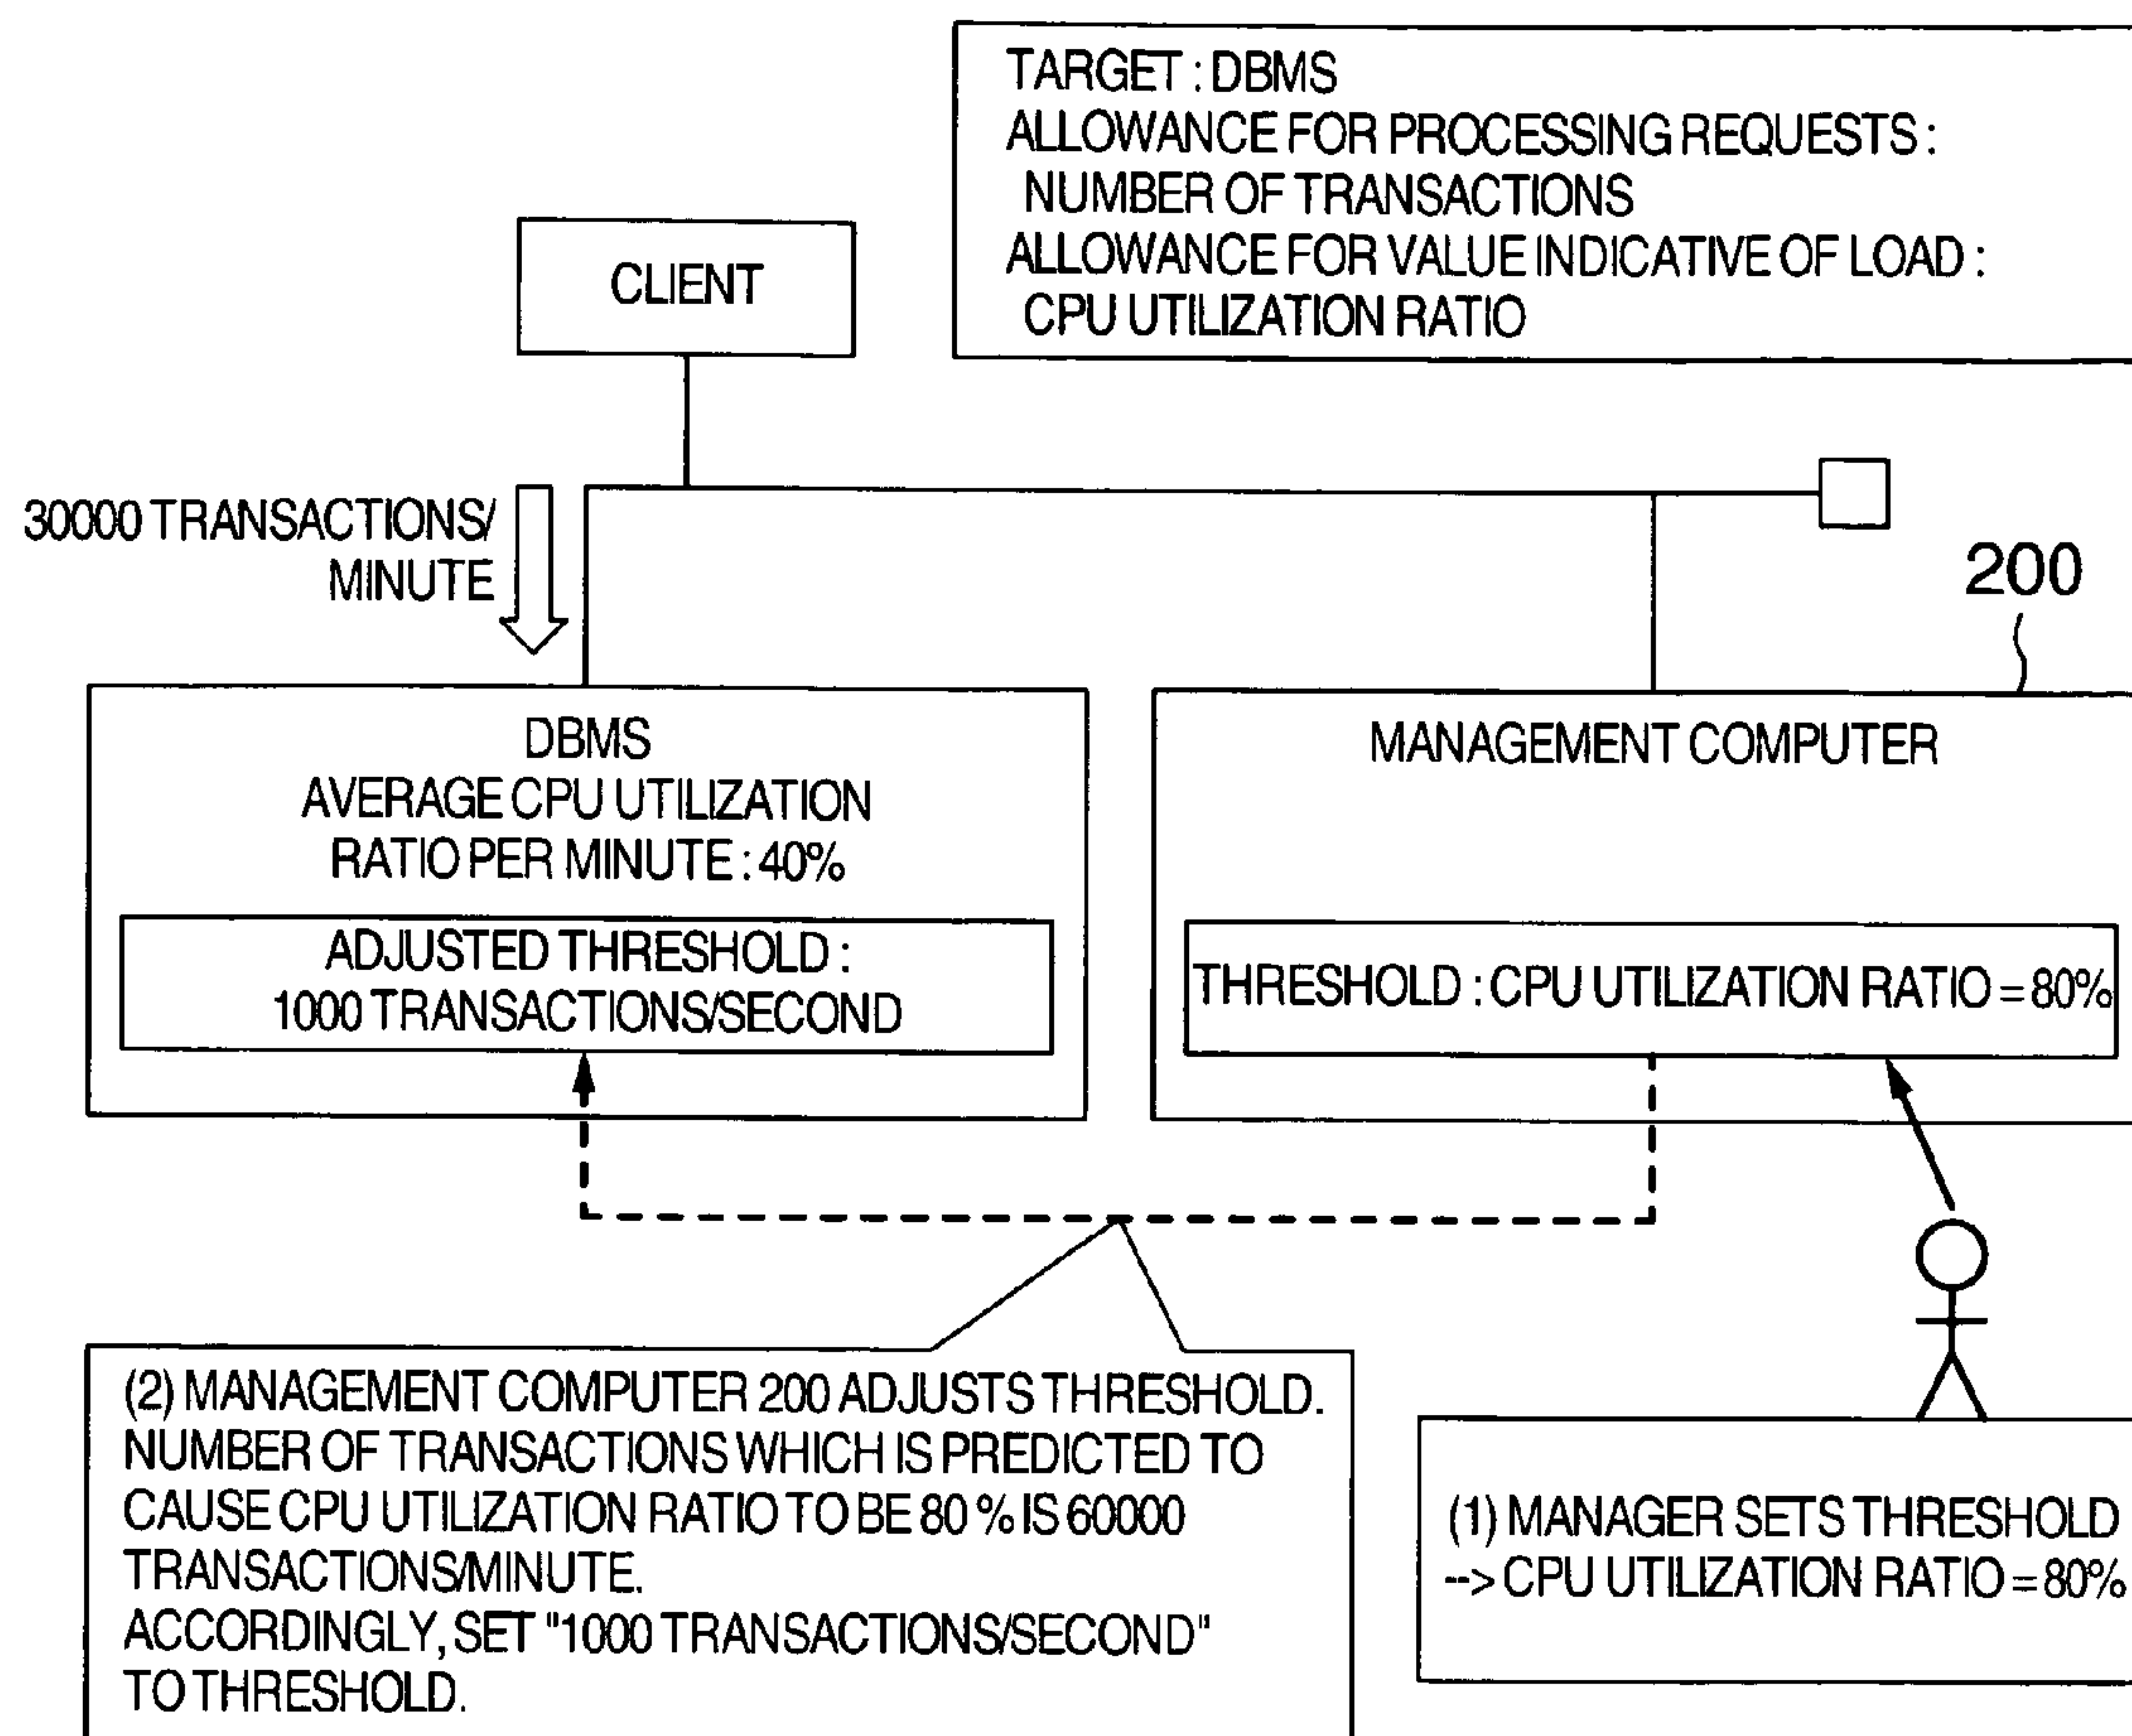 TARGET : DBMS
ALLOWANCE FOR PROCESSING REQUESTS :
NUMBER OF TRANSACTIONS
ALLOWANCE FOR VALUE INDICATIVE OF LOAD :
CPU UTILIZATION RATIO
CLIENT
30000 TRANSACTIONS/
MINUTE
200
DBMS
AVERAGE CPU UTILIZATION
RATIO PER MINUTE : 40%
ADJUSTED THRESHOLD :
1000 TRANSACTIONS/SECOND
MANAGEMENT COMPUTER
THRESHOLD : CPU UTILIZATION RATIO = 80%
(2) MANAGEMENT COMPUTER 200 ADJUSTS THRESHOLD.
NUMBER OF TRANSACTIONS WHICH IS PREDICTED TO
CAUSE CPU UTILIZATION RATIO TO BE 80 % IS 60000
TRANSACTIONS/MINUTE.
ACCORDINGLY, SET "1000 TRANSACTIONS/SECOND"
TO THRESHOLD.
(1) MANAGER SETS THRESHOLD
--> CPU UTILIZATION RATIO = 80%